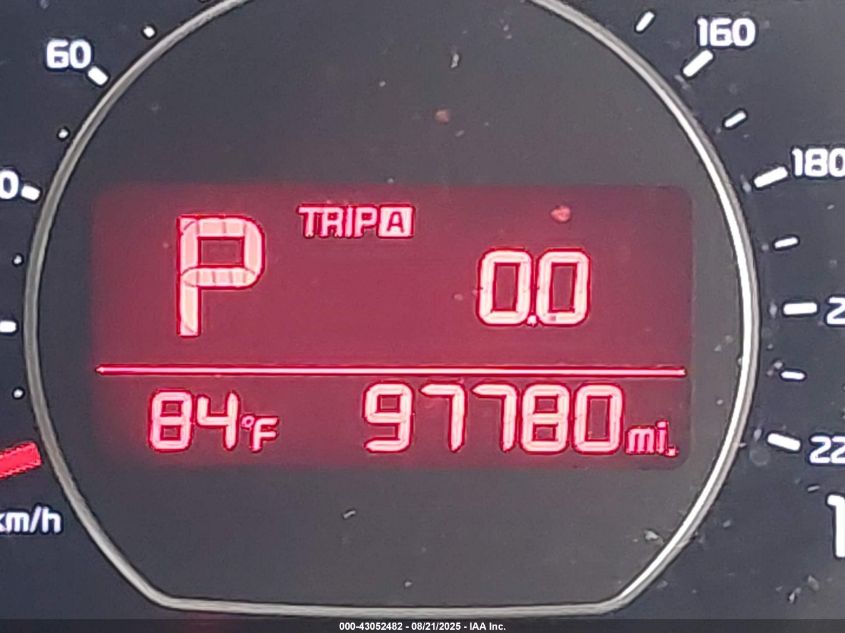 60
160
180
P TRIP A
0.0
84°F 97780 mi.
km/h
000-43052482 - 08/21/2025 - IAA Inc.